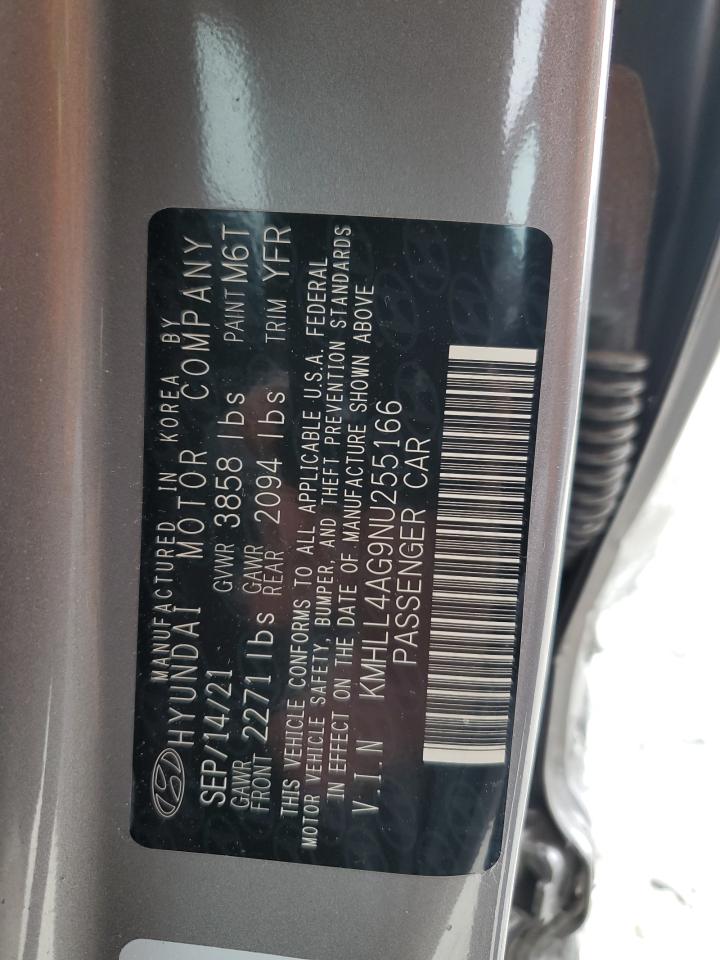 MANUFACTURED IN KOREA BY
HYUNDAI MOTOR COMPANY
SEP/14/21 GVWR 3858 lbs PAINT M6T
GAWR FRONT 2271 lbs GAWR REAR 2094 lbs TRIM YFR
THIS VEHICLE CONFORMS TO ALL APPLICABLE U.S.A. FEDERAL
MOTOR VEHICLE SAFETY, BUMPER, AND THEFT PREVENTION STANDARDS
IN EFFECT ON THE DATE OF MANUFACTURE SHOWN ABOVE
V.I.N KMHLL4AG9NU255166
PASSENGER CAR